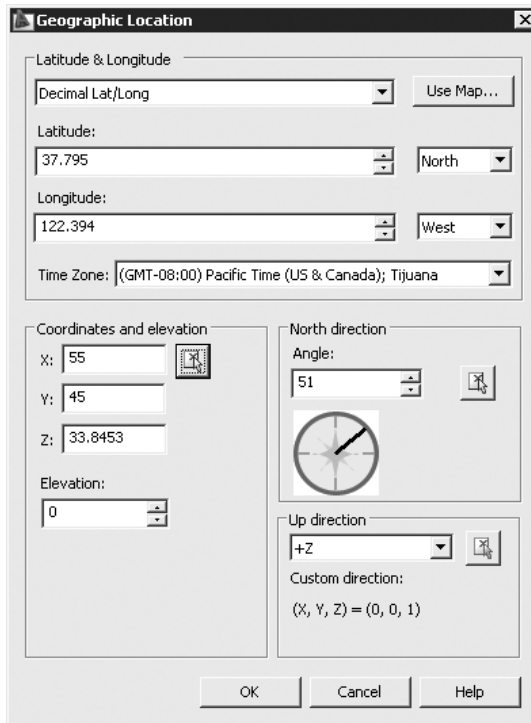 Geographic Location
Latitude & Longitude
Decimal Lat/Long
Use Map...
Latitude:
37.795
North
Longitude:
122.394
West
Time Zone: (GMT-08:00) Pacific Time (US & Canada); Tijuana
Coordinates and elevation
X: 55
Y: 45
Z: 33.8453
Elevation:
0
North direction
Angle:
51
Up direction
+Z
Custom direction:
(X, Y, Z) = (0, 0, 1)
OK Cancel Help